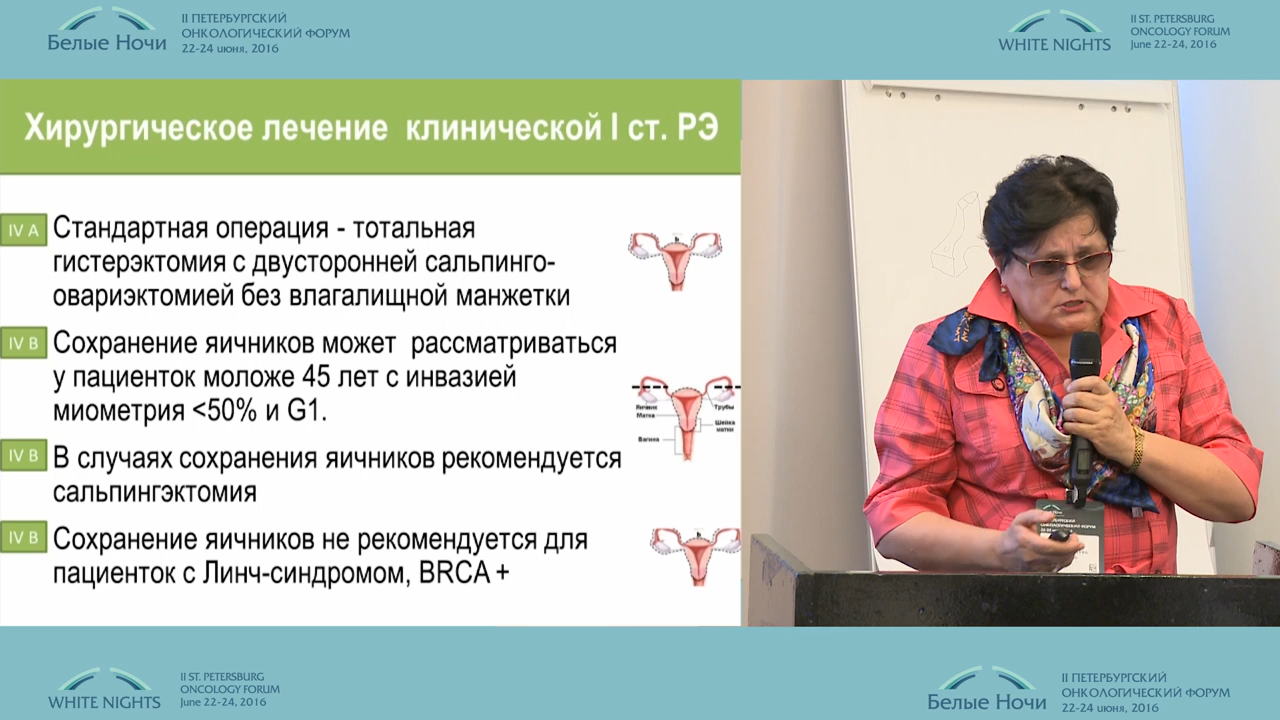 Белые Ночи
II ПЕТЕРБУРГСКИЙ
ОНКОЛОГИЧЕСКИЙ ФОРУМ
22-24 июня, 2016
WHITE NIGHTS
II ST. PETERSBURG
ONCOLOGY FORUM
June 22-24, 2016
Хирургическое лечение клинической I ст. РЭ
IV A
Стандартная операция - тотальная
гистерэктомия с двусторонней сальпинго-
овариэктомией без влагалищной манжетки
IV B
Сохранение яичников может рассматриваться
у пациенток моложе 45 лет с инвазией
миометрия <50% и G1.
Яичник
Матка
Вагина
Трубы
Шейка
матки
IV B
В случаях сохранения яичников рекомендуется
сальпингэктомия
IV B
Сохранение яичников не рекомендуется для
пациенток с Линч-синдромом, BRCA +
WHITE NIGHTS
II ST. PETERSBURG
ONCOLOGY FORUM
June 22-24, 2016
Белые Ночи
II ПЕТЕРБУРГСКИЙ
ОНКОЛОГИЧЕСКИЙ ФОРУМ
22-24 июня, 2016